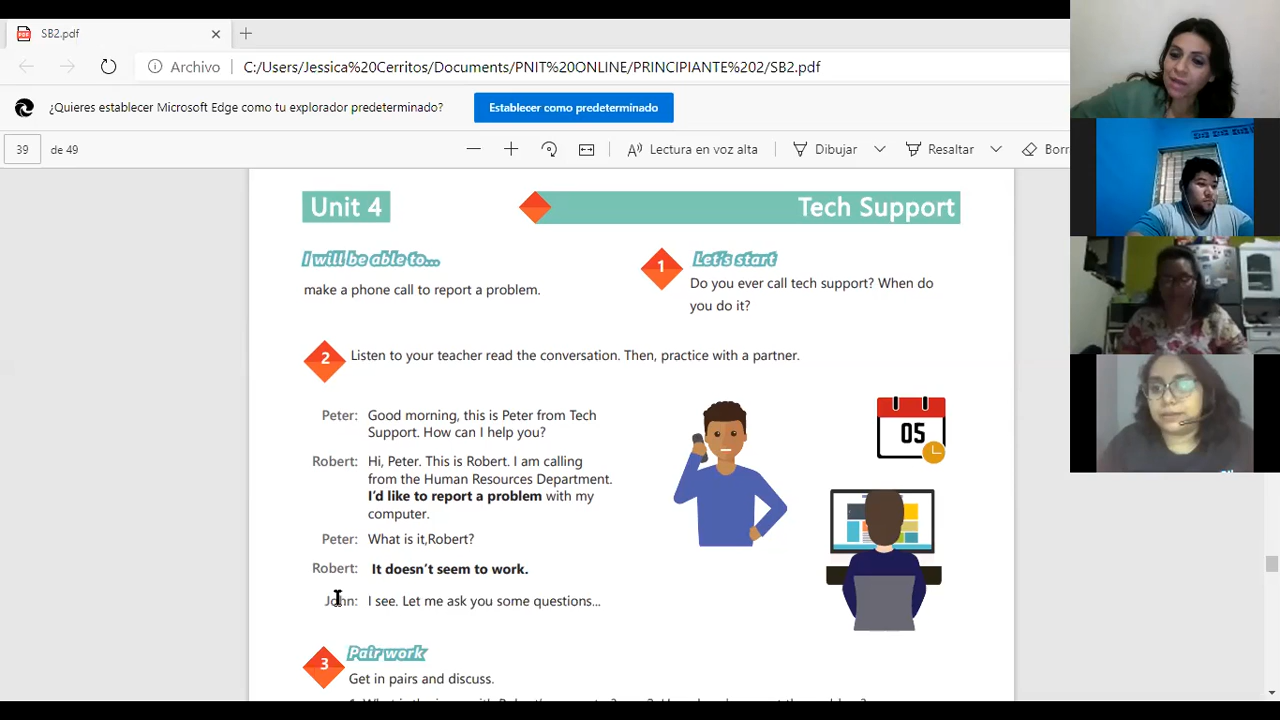 SB2.pdf
Archivo C:/Users/Jessica%20Cerritos/Documents/PNIT%20ONLINE/PRINCIPIANTE%202/SB2.pdf
¿Quieres establecer Microsoft Edge como tu explorador predeterminado? Establecer como predeterminado
39 de 49 Lectura en voz alta Dibujar Resaltar Borr
Unit 4 Tech Support
I will be able to...
make a phone call to report a problem.
1 Let's start
Do you ever call tech support? When do
you do it?
2 Listen to your teacher read the conversation. Then, practice with a partner.
Peter: Good morning, this is Peter from Tech
Support. How can I help you?
Robert: Hi, Peter. This is Robert. I am calling
from the Human Resources Department.
I'd like to report a problem with my
computer.
Peter: What is it,Robert?
Robert: It doesn't seem to work.
John: I see. Let me ask you some questions...
05
3 Pair work
Get in pairs and discuss.